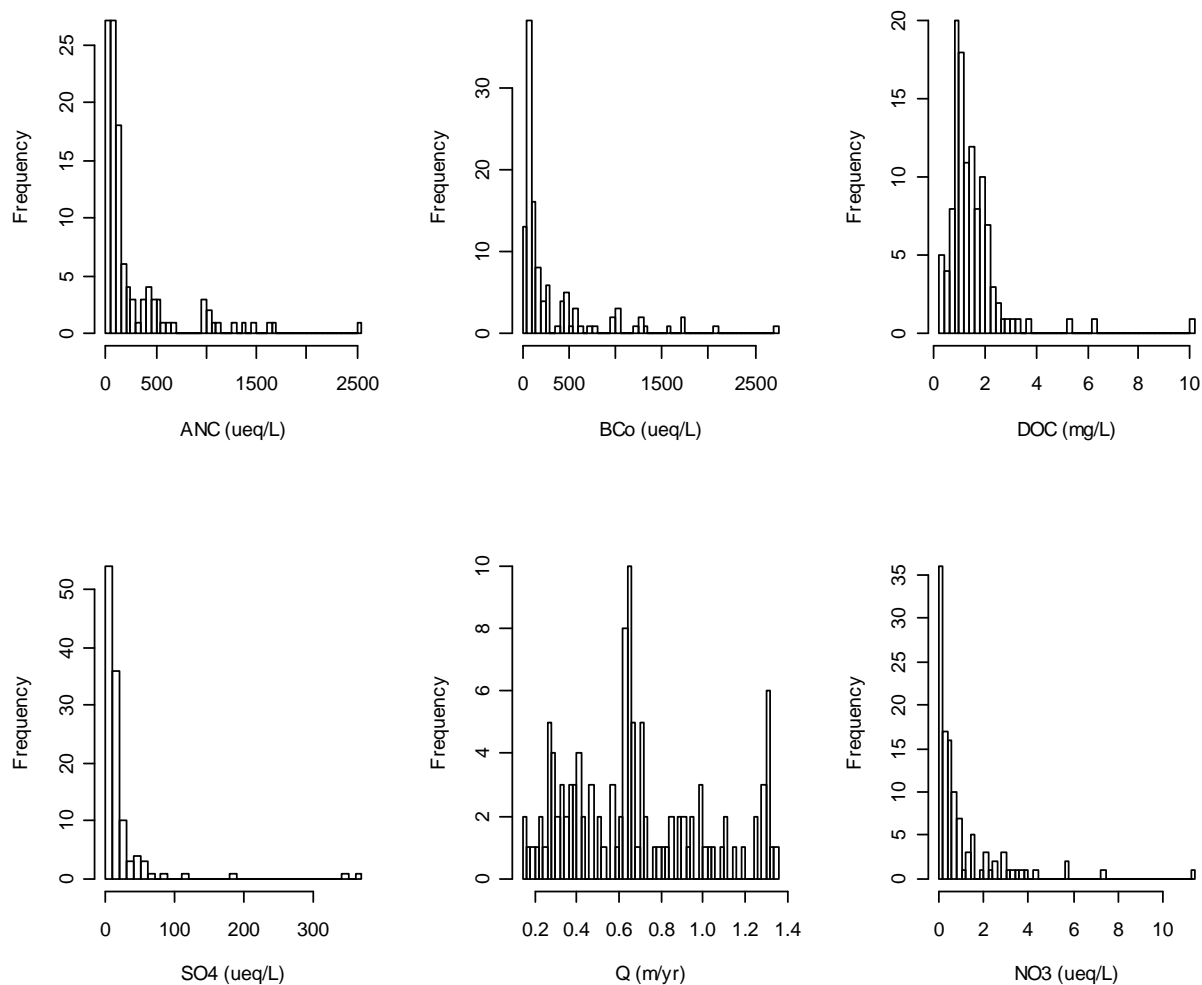 Frequency
0 5 10 15 20 25
0 500 1500 2500
ANC (ueq/L)
Frequency
0 10 20 30
0 500 1500 2500
BCo (ueq/L)
Frequency
0 5 10 15 20
0 2 4 6 8 10
DOC (mg/L)
Frequency
0 10 20 30 40 50
0 100 200 300
SO4 (ueq/L)
Frequency
0 2 4 6 8 10
0.2 0.4 0.6 0.8 1.0 1.2 1.4
Q (m/yr)
Frequency
0 5 10 15 20 25 30 35
0 2 4 6 8 10
NO3 (ueq/L)